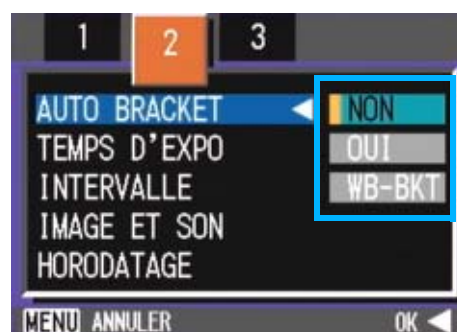 1 2 3
AUTO BRACKET NON
TEMPS D'EXPO OUI
INTERVALLE WB-BKT
IMAGE ET SON
HORODATAGE
MENU ANNULER OK